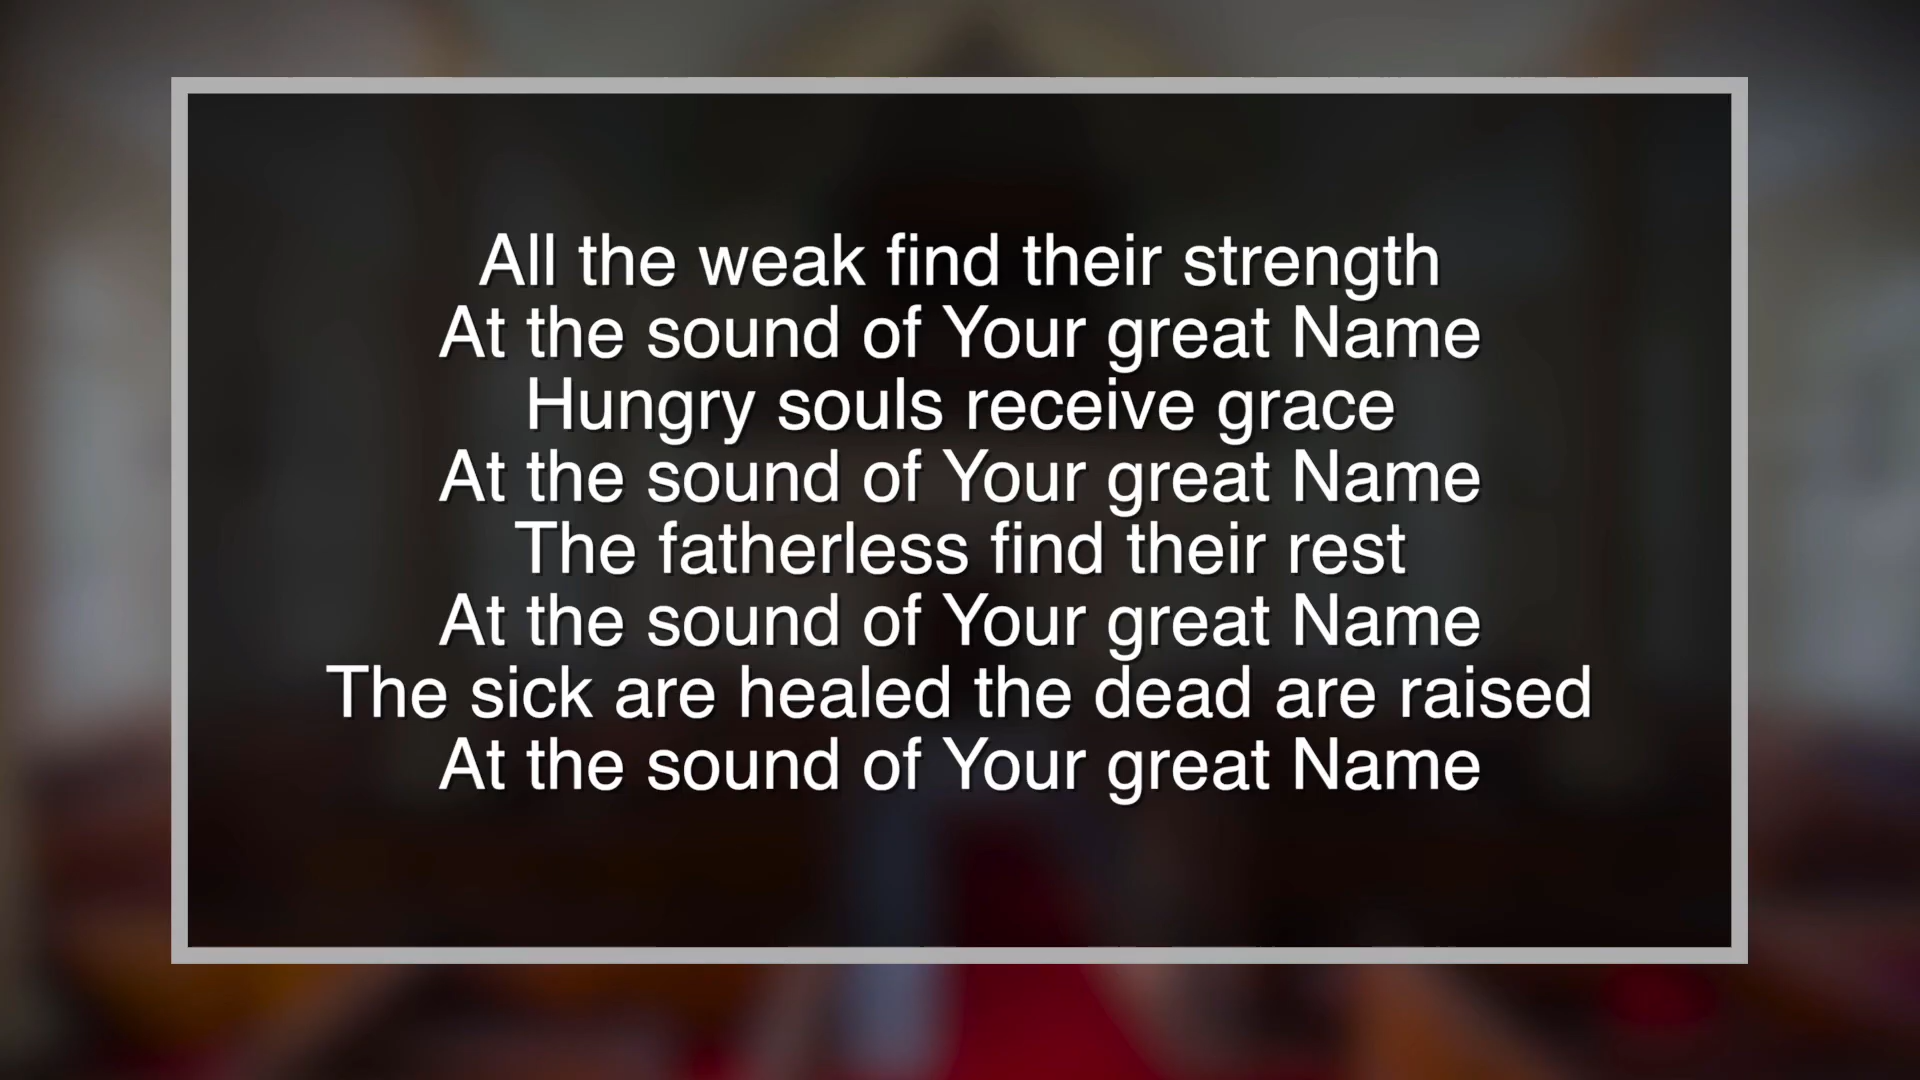 All the weak find their strength
At the sound of Your great Name
Hungry souls receive grace
At the sound of Your great Name
The fatherless find their rest
At the sound of Your great Name
The sick are healed the dead are raised
At the sound of Your great Name